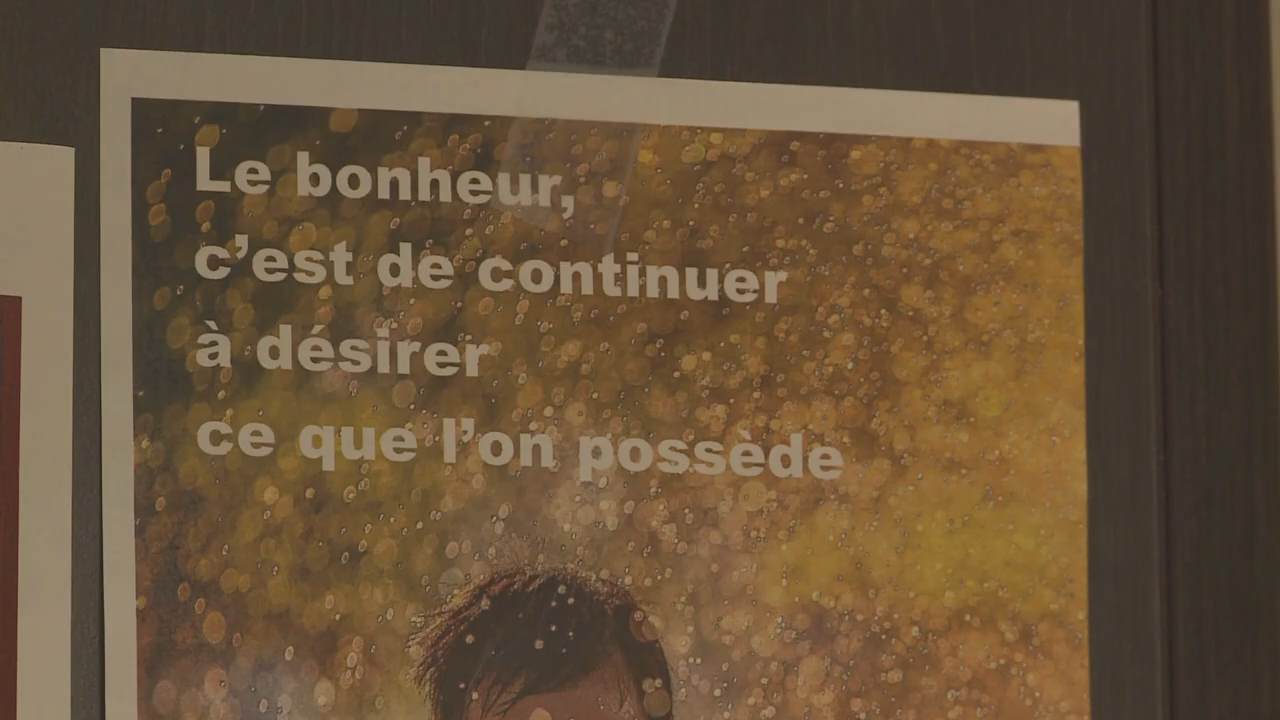 Le bonheur,
c’est de continuer
à désirer
ce que l’on possède